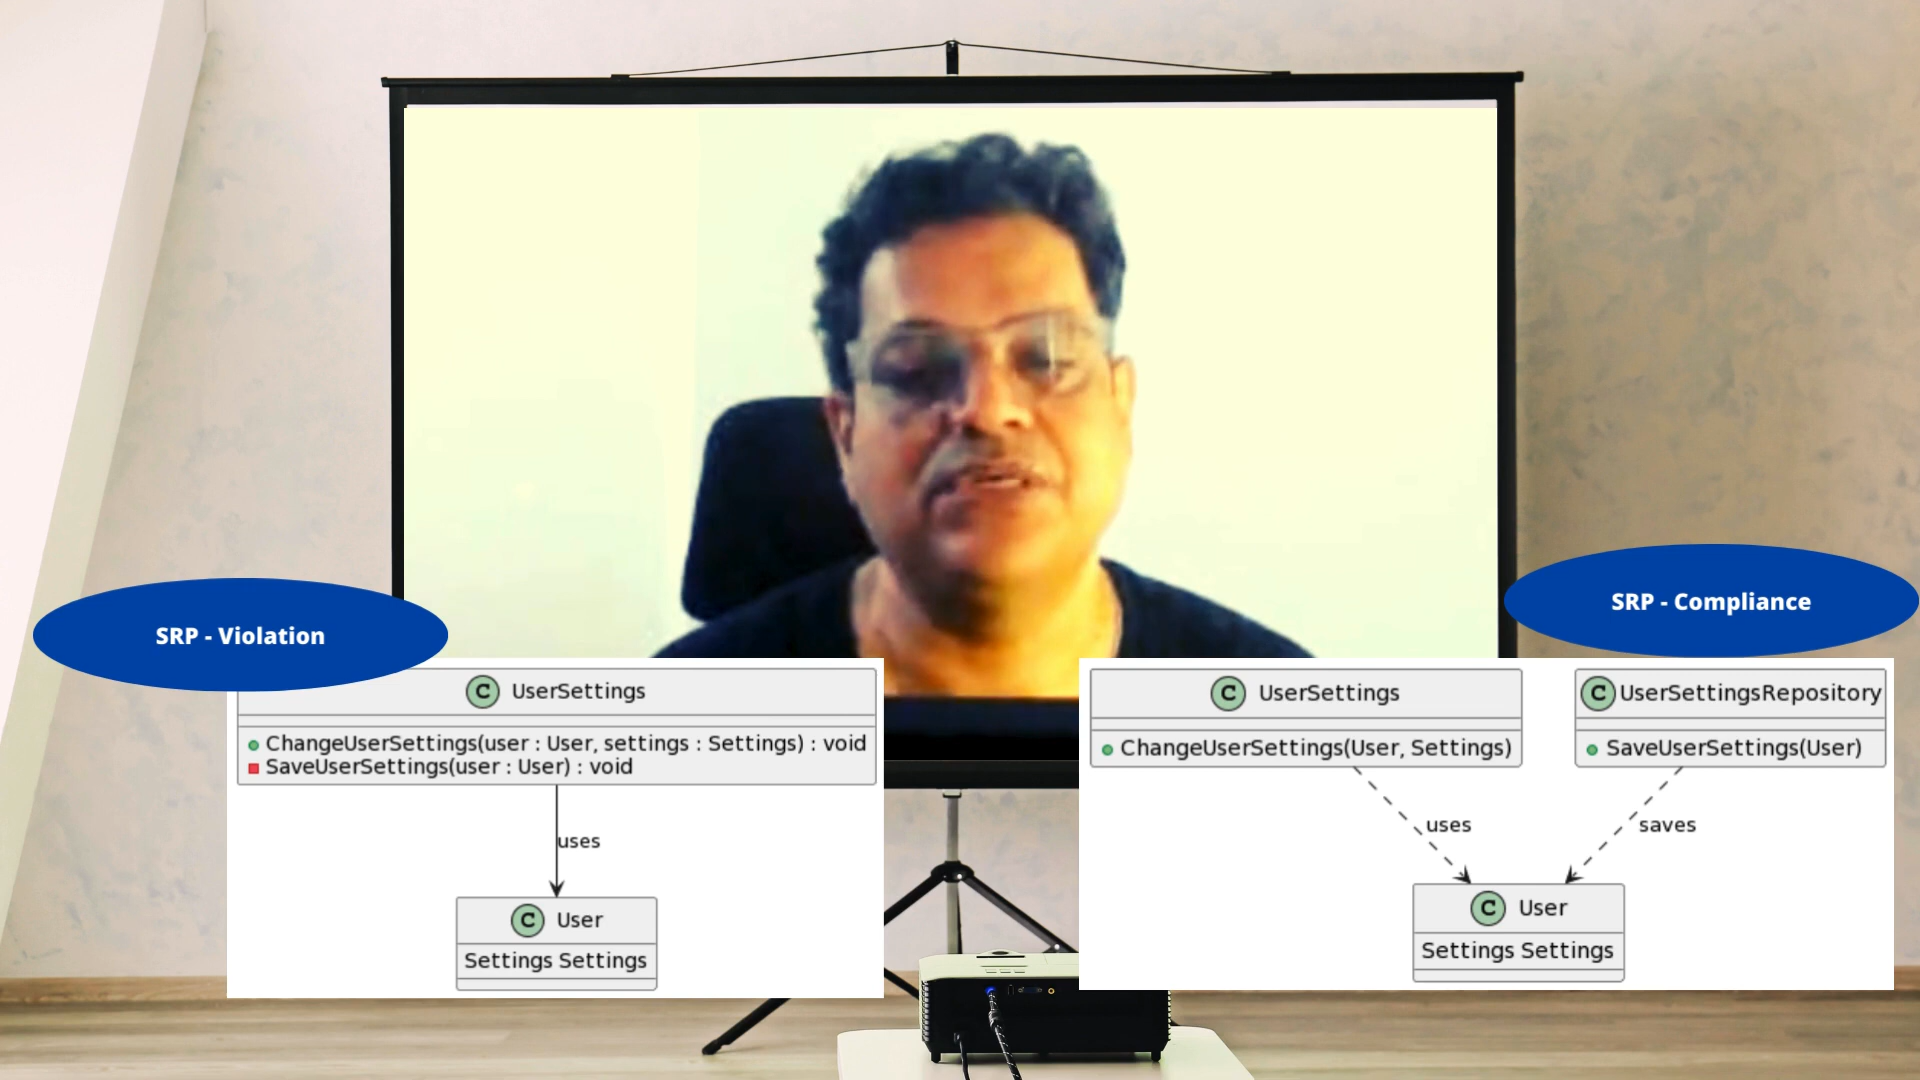 SRP - Violation
C UserSettings
ChangeUserSettings(user : User, settings : Settings) : void
SaveUserSettings(user : User) : void
uses
C User
Settings Settings
SRP - Compliance
C UserSettings
ChangeUserSettings(User, Settings)
C UserSettingsRepository
SaveUserSettings(User)
uses
saves
C User
Settings Settings